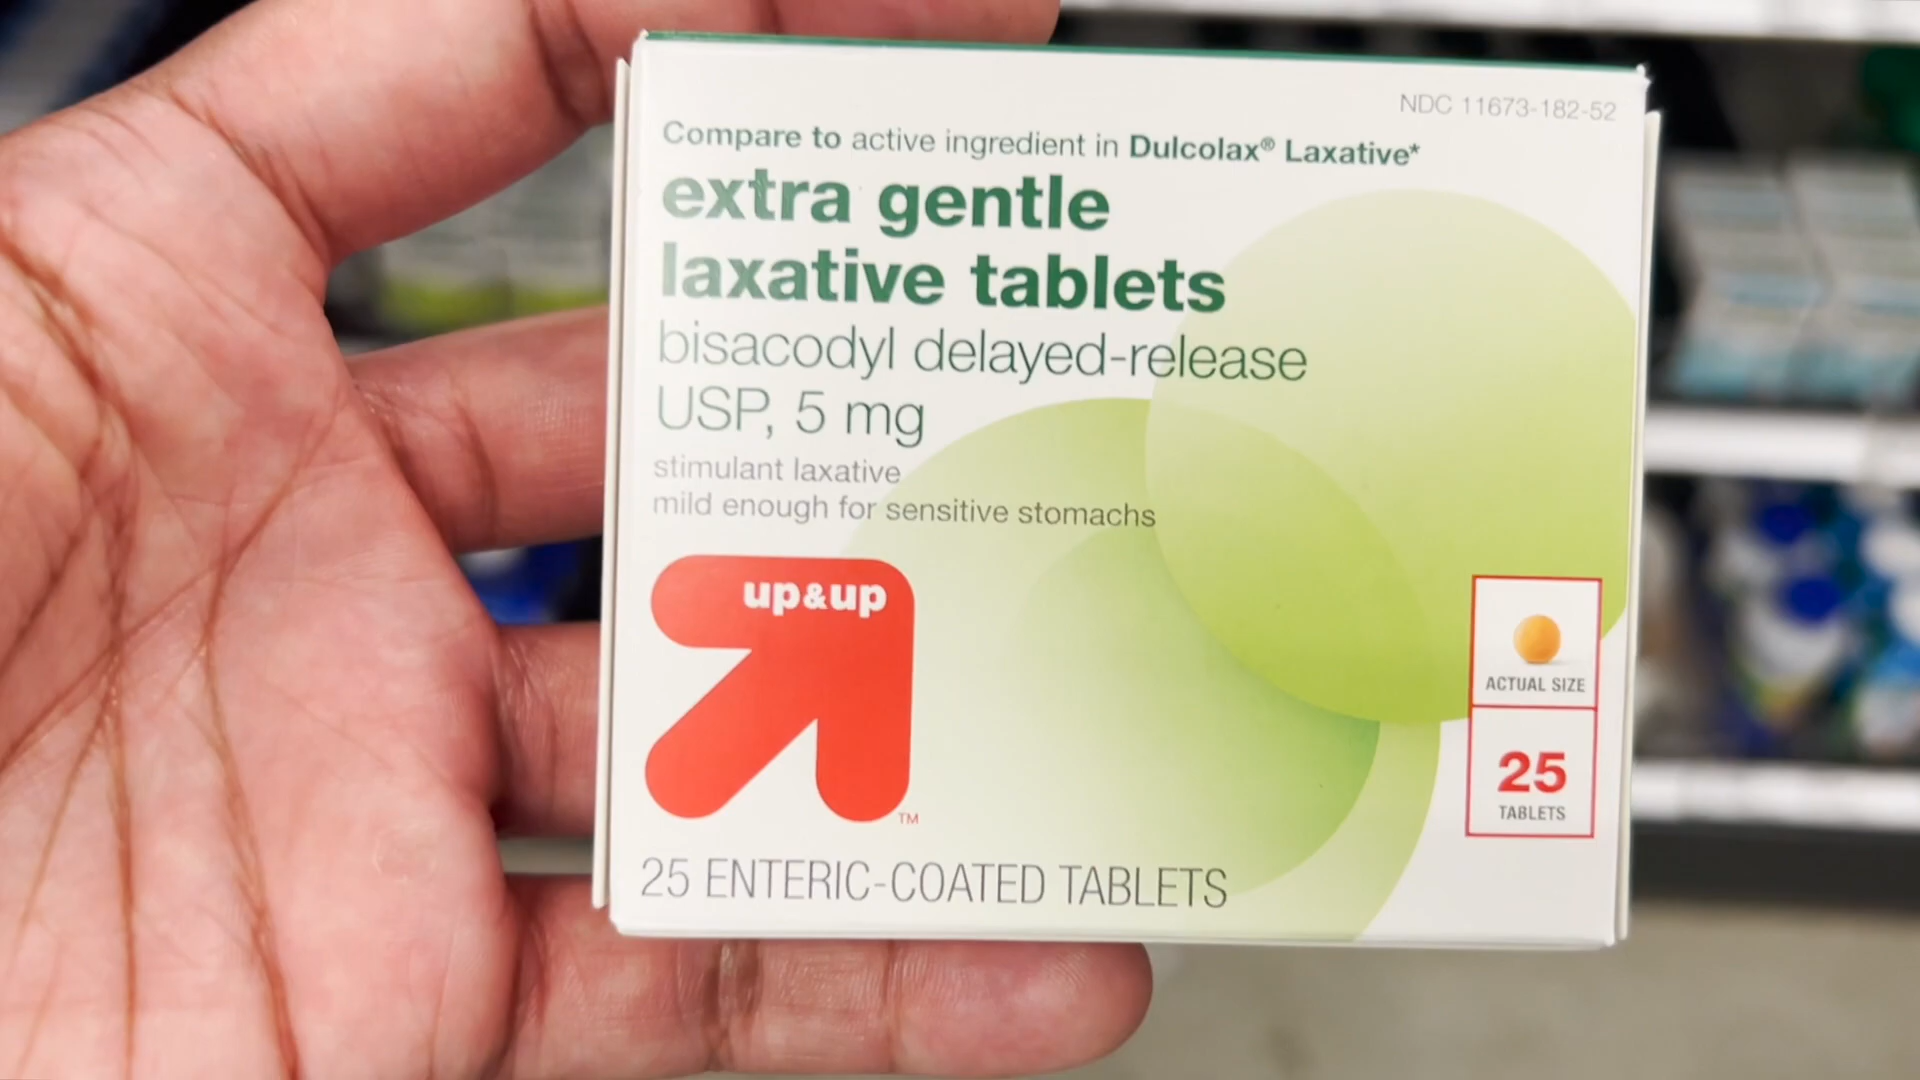 NDC 11673-182-52
Compare to active ingredient in Dulcolax® Laxative*
extra gentle
laxative tablets
bisacodyl delayed-release
USP, 5 mg
stimulant laxative
mild enough for sensitive stomachs
up&up
TM
ACTUAL SIZE
25
TABLETS
25 ENTERIC-COATED TABLETS